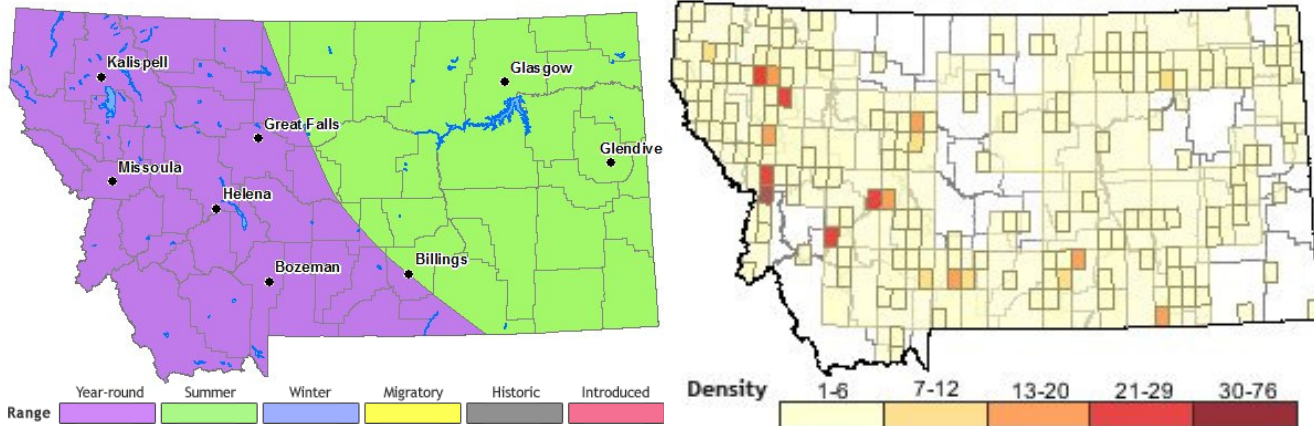 Kalispell
Glasgow
Great Falls
Glendive
Missoula
Helena
Billings
Bozeman
Year-round Summer Winter Migratory Historic Introduced
Range
Density 1-6 7-12 13-20 21-29 30-76